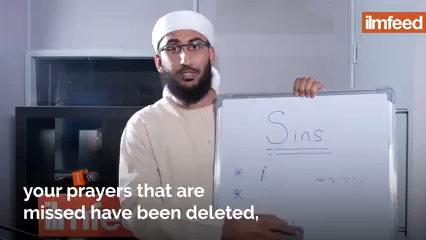 ilmfeed
Sins
* i
*
your prayers that are
missed have been deleted,
ilmfeed